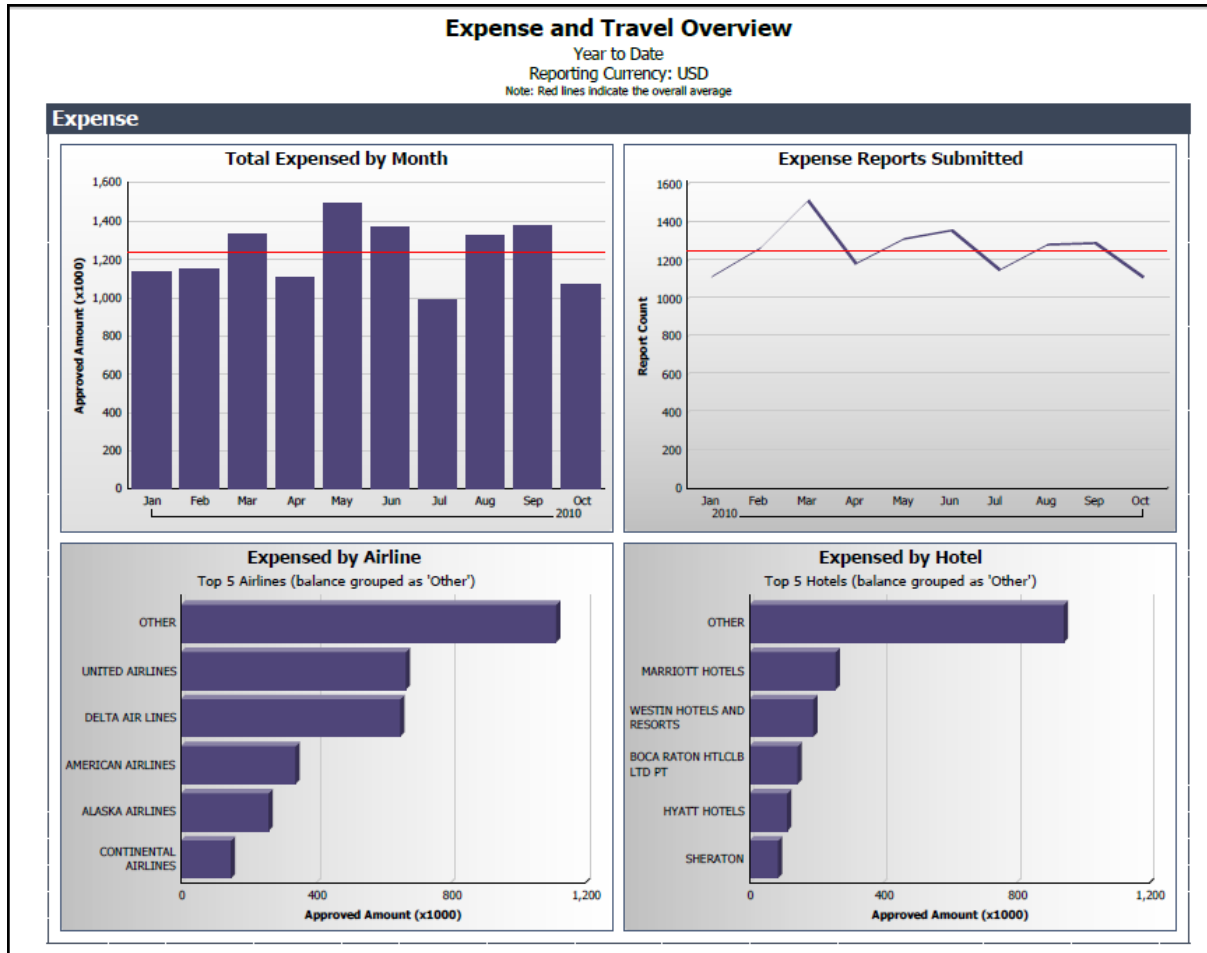 Expense and Travel Overview
Year to Date
Reporting Currency: USD
Note: Red lines indicate the overall average
Expense
Total Expensed by Month
Approved Amount (x1000)
1,600
1,400
1,200
1,000
800
600
400
200
0
Jan Feb Mar Apr May Jun Jul Aug Sep Oct
2010
Expense Reports Submitted
Report Count
1600
1400
1200
1000
800
600
400
200
0
Jan Feb Mar Apr May Jun Jul Aug Sep Oct
2010
Expensed by Airline
Top 5 Airlines (balance grouped as 'Other')
OTHER
UNITED AIRLINES
DELTA AIR LINES
AMERICAN AIRLINES
ALASKA AIRLINES
CONTINENTAL
AIRLINES
0 400 800 1,200
Approved Amount (x1000)
Expensed by Hotel
Top 5 Hotels (balance grouped as 'Other')
OTHER
MARRIOTT HOTELS
WESTIN HOTELS AND
RESORTS
BOCA RATON HTLCLB
LTD PT
HYATT HOTELS
SHERATON
0 400 800 1,200
Approved Amount (x1000)